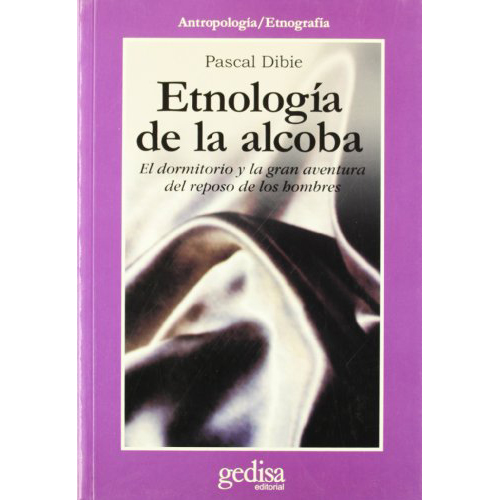 Antropología/Etnografía
Pascal Dibie
Etnología
de la alcoba
El dormitorio y la gran aventura
del reposo de los hombres
gedisa
editorial